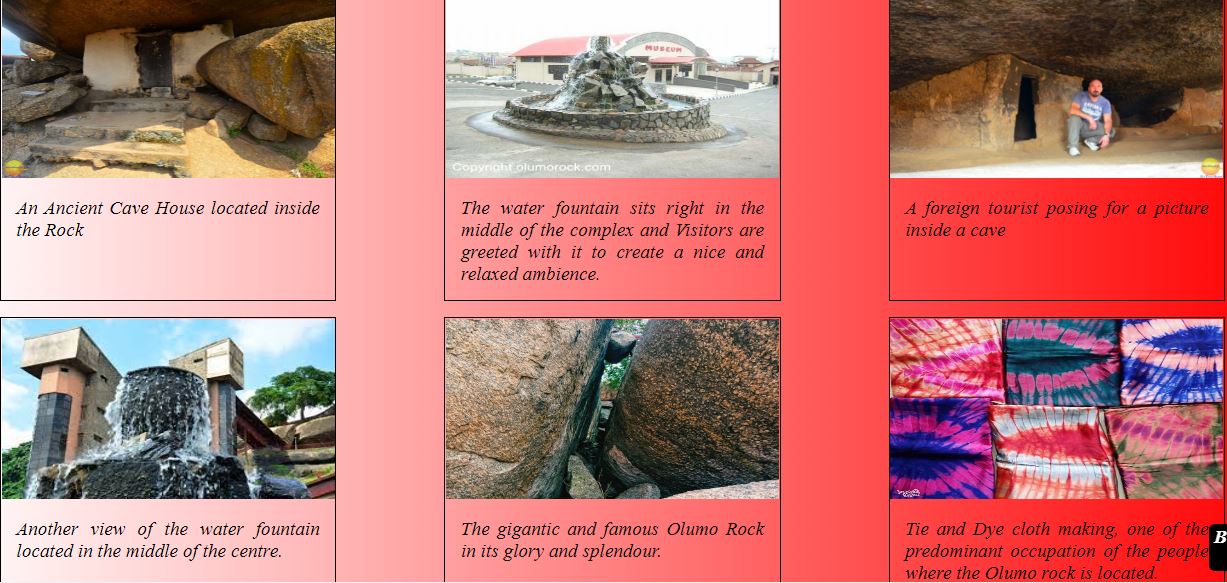 MUSEUM
Copyright olumorock.com
An Ancient Cave House located inside
the Rock
The water fountain sits right in the
middle of the complex and Visitors are
greeted with it to create a nice and
relaxed ambience.
A foreign tourist posing for a picture
inside a cave
Another view of the water fountain
located in the middle of the centre.
The gigantic and famous Olumo Rock
in its glory and splendour.
Tie and Dye cloth making, one of the
predominant occupation of the people
where the Olumo rock is located.
B